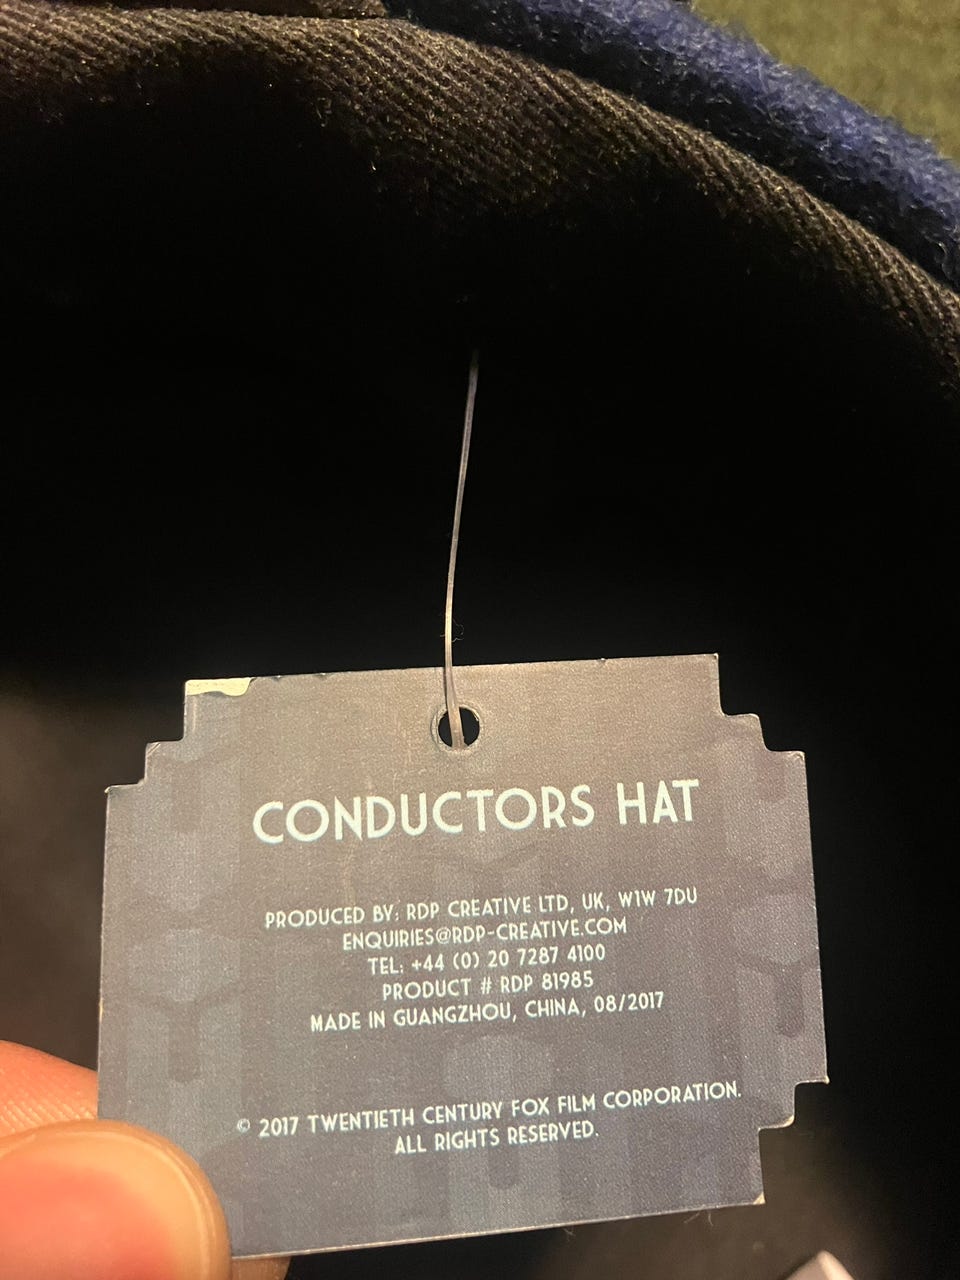 CONDUCTORS HAT
PRODUCED BY: RDP CREATIVE LTD, UK, W1W 7DU
ENQUIRIES@RDP-CREATIVE.COM
TEL: +44 (0) 20 7287 4100
PRODUCT # RDP 81985
MADE IN GUANGZHOU, CHINA, 08/2017
© 2017 TWENTIETH CENTURY FOX FILM CORPORATION.
ALL RIGHTS RESERVED.